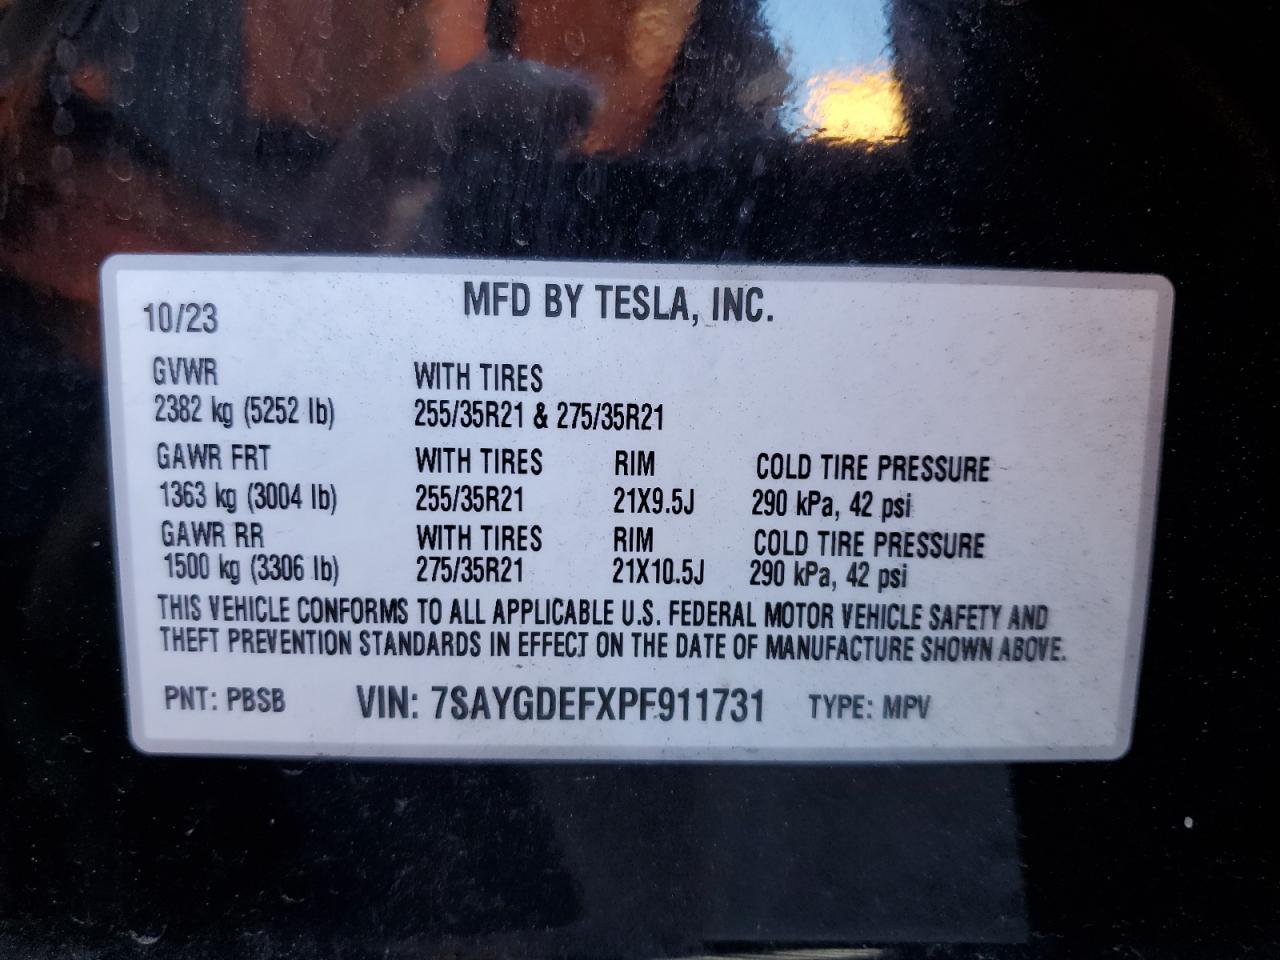 MFD BY TESLA, INC.
10/23
GVWR WITH TIRES
2382 kg (5252 lb) 255/35R21 & 275/35R21
GAWR FRT WITH TIRES RIM COLD TIRE PRESSURE
1363 kg (3004 lb) 255/35R21 21X9.5J 290 kPa, 42 psi
GAWR RR WITH TIRES RIM COLD TIRE PRESSURE
1500 kg (3306 lb) 275/35R21 21X10.5J 290 kPa, 42 psi
THIS VEHICLE CONFORMS TO ALL APPLICABLE U.S. FEDERAL MOTOR VEHICLE SAFETY AND
THEFT PREVENTION STANDARDS IN EFFECT ON THE DATE OF MANUFACTURE SHOWN ABOVE.
PNT: PBSB VIN: 7SAYGDEFXPF911731 TYPE: MPV